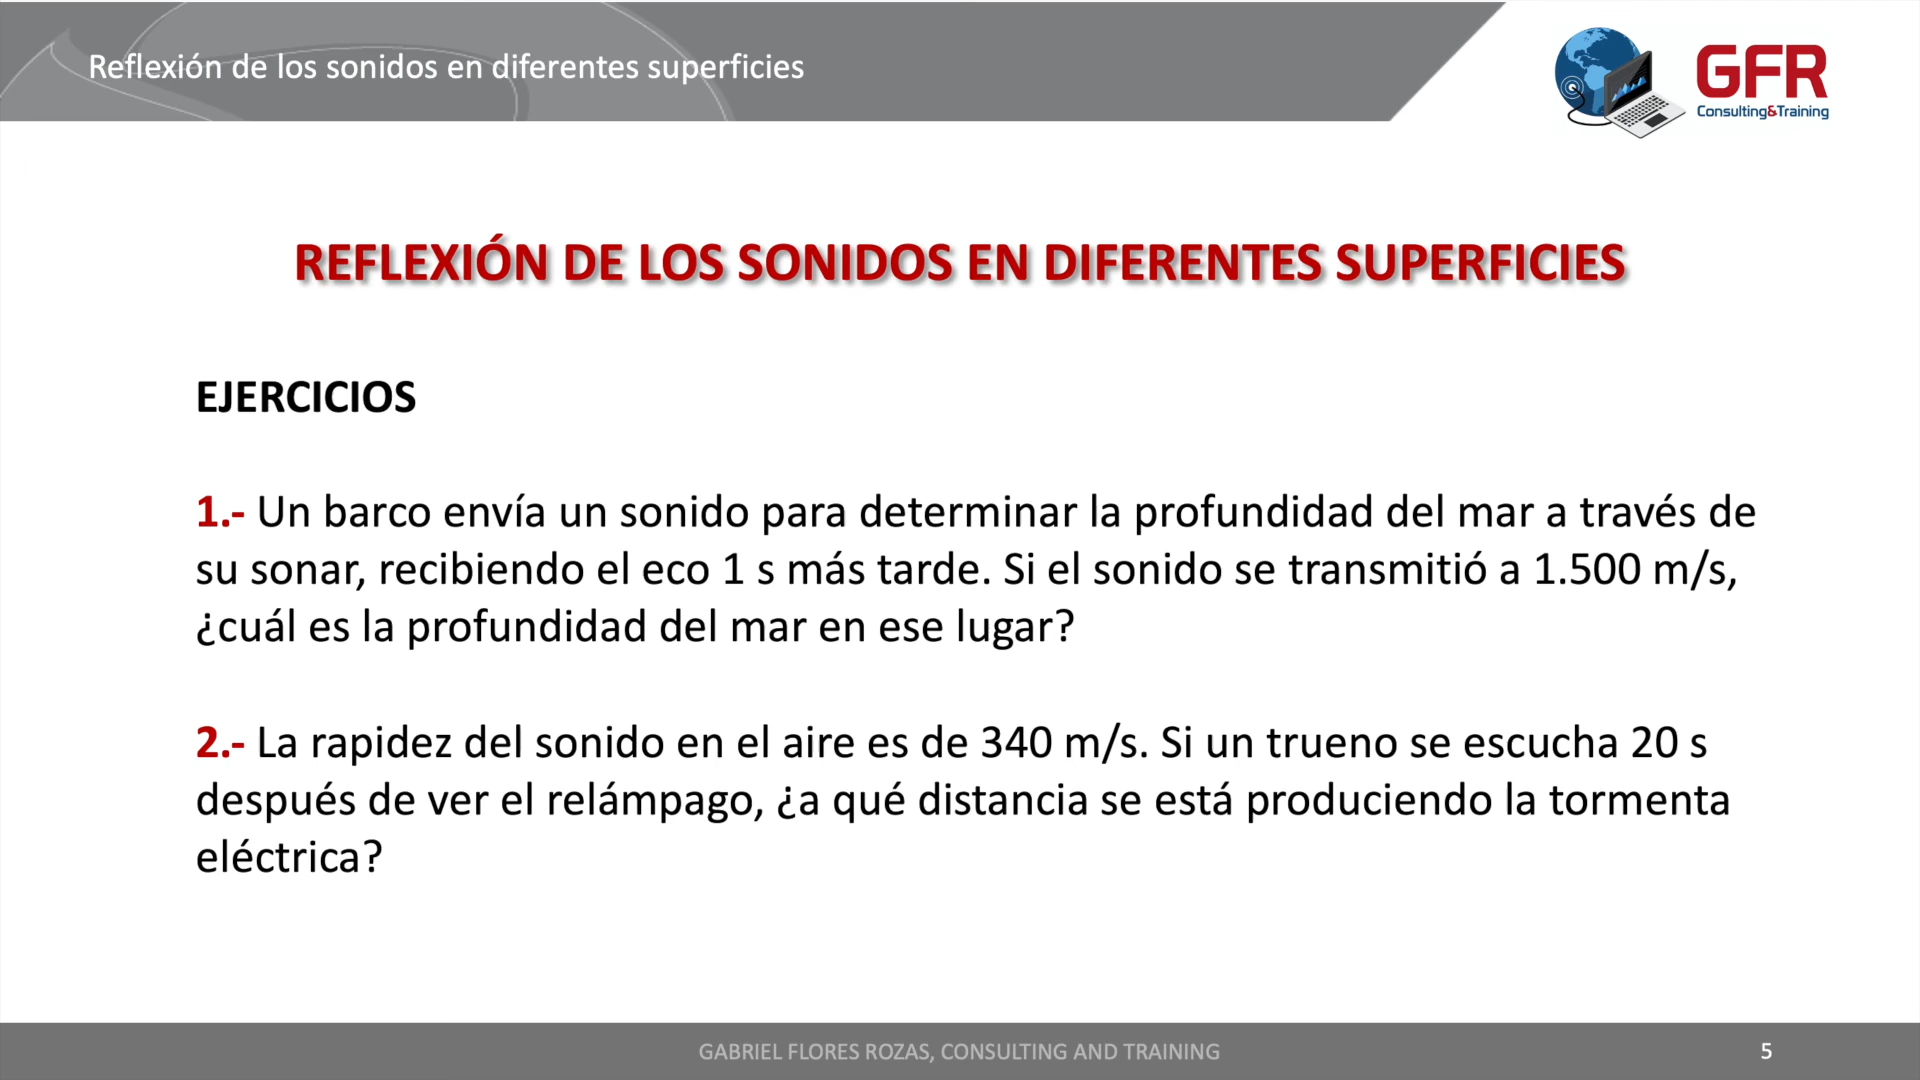 Reflexión de los sonidos en diferentes superficies
GFR
Consulting&Training
REFLEXIÓN DE LOS SONIDOS EN DIFERENTES SUPERFICIES
EJERCICIOS
1.- Un barco envía un sonido para determinar la profundidad del mar a través de
su sonar, recibiendo el eco 1 s más tarde. Si el sonido se transmitió a 1.500 m/s,
¿cuál es la profundidad del mar en ese lugar?
2.- La rapidez del sonido en el aire es de 340 m/s. Si un trueno se escucha 20 s
después de ver el relámpago, ¿a qué distancia se está produciendo la tormenta
eléctrica?
GABRIEL FLORES ROZAS, CONSULTING AND TRAINING
5